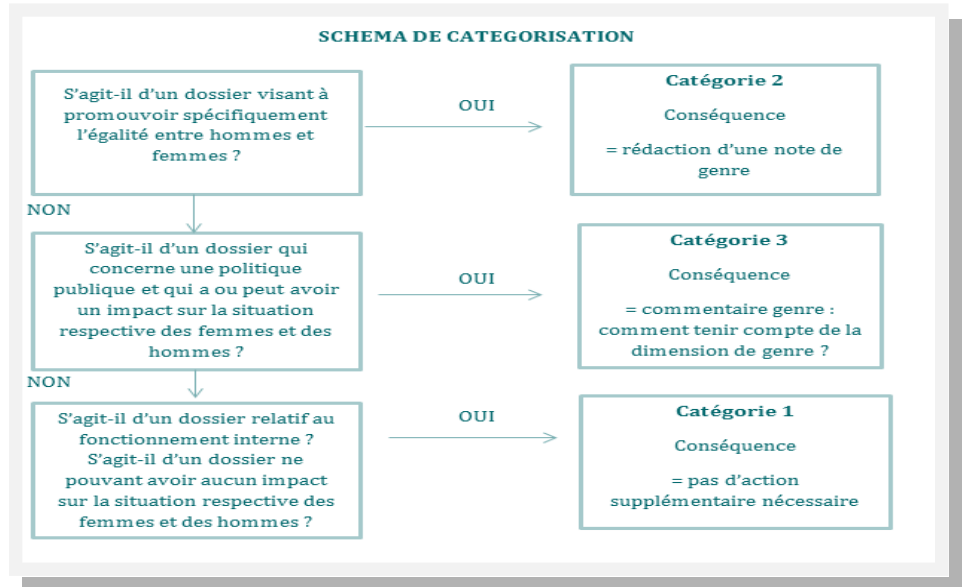 SCHEMA DE CATEGORISATION
S'agit-il d'un dossier visant à
promouvoir spécifiquement
l'égalité entre hommes et
femmes ?
OUI
Catégorie 2
Conséquence
= rédaction d'une note de
genre
NON
S'agit-il d'un dossier qui
concerne une politique
publique et qui a ou peut avoir
un impact sur la situation
respective des femmes et des
hommes ?
OUI
Catégorie 3
Conséquence
= commentaire genre :
comment tenir compte de la
dimension de genre ?
NON
S'agit-il d'un dossier relatif au
fonctionnement interne ?
S'agit-il d'un dossier ne
pouvant avoir aucun impact
sur la situation respective des
femmes et des hommes ?
OUI
Catégorie 1
Conséquence
= pas d'action
supplémentaire nécessaire